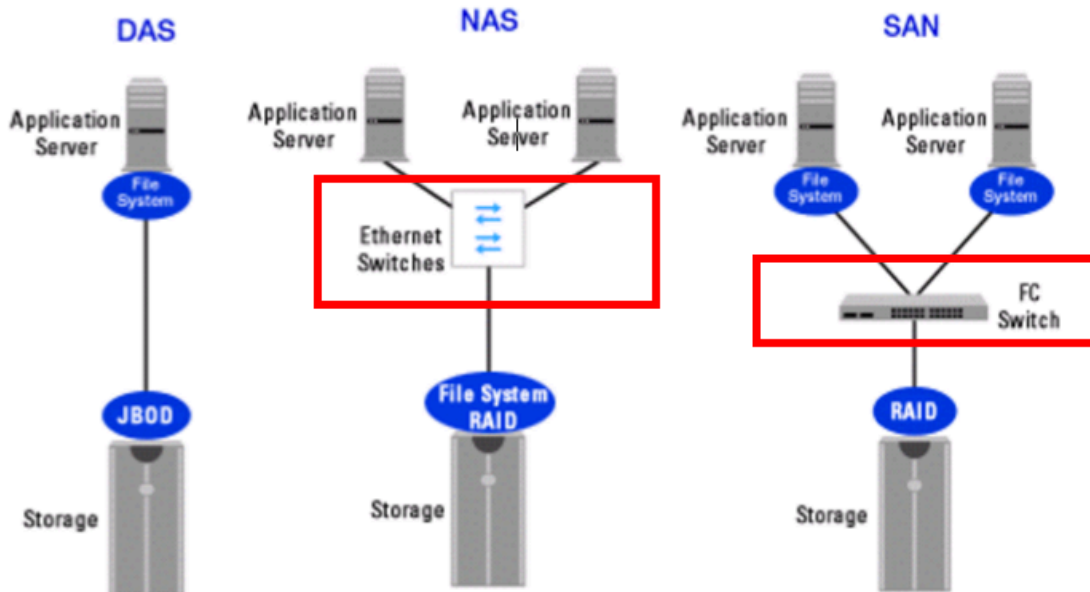 DAS
NAS
SAN
Application
Server
File
System
JBOD
Storage
Application
Server
Application
Server
Ethernet
Switches
File System
RAID
Storage
Application
Server
Application
Server
File
System
File
System
FC
Switch
RAID
Storage